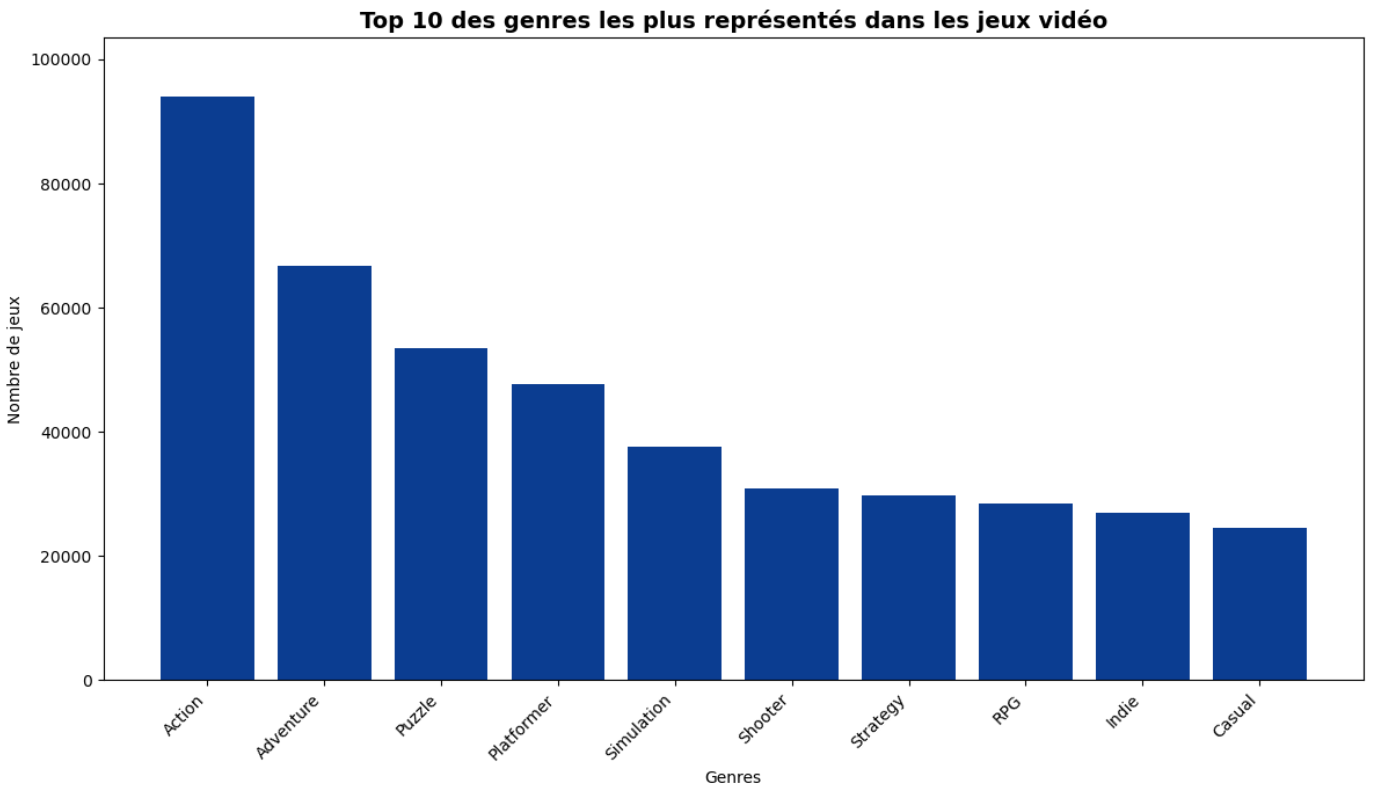 Top 10 des genres les plus représentés dans les jeux vidéo
100000
80000
60000
40000
20000
0
Nombre de jeux
Action
Adventure
Puzzle
Platformer
Simulation
Shooter
Strategy
RPG
Indie
Casual
Genres